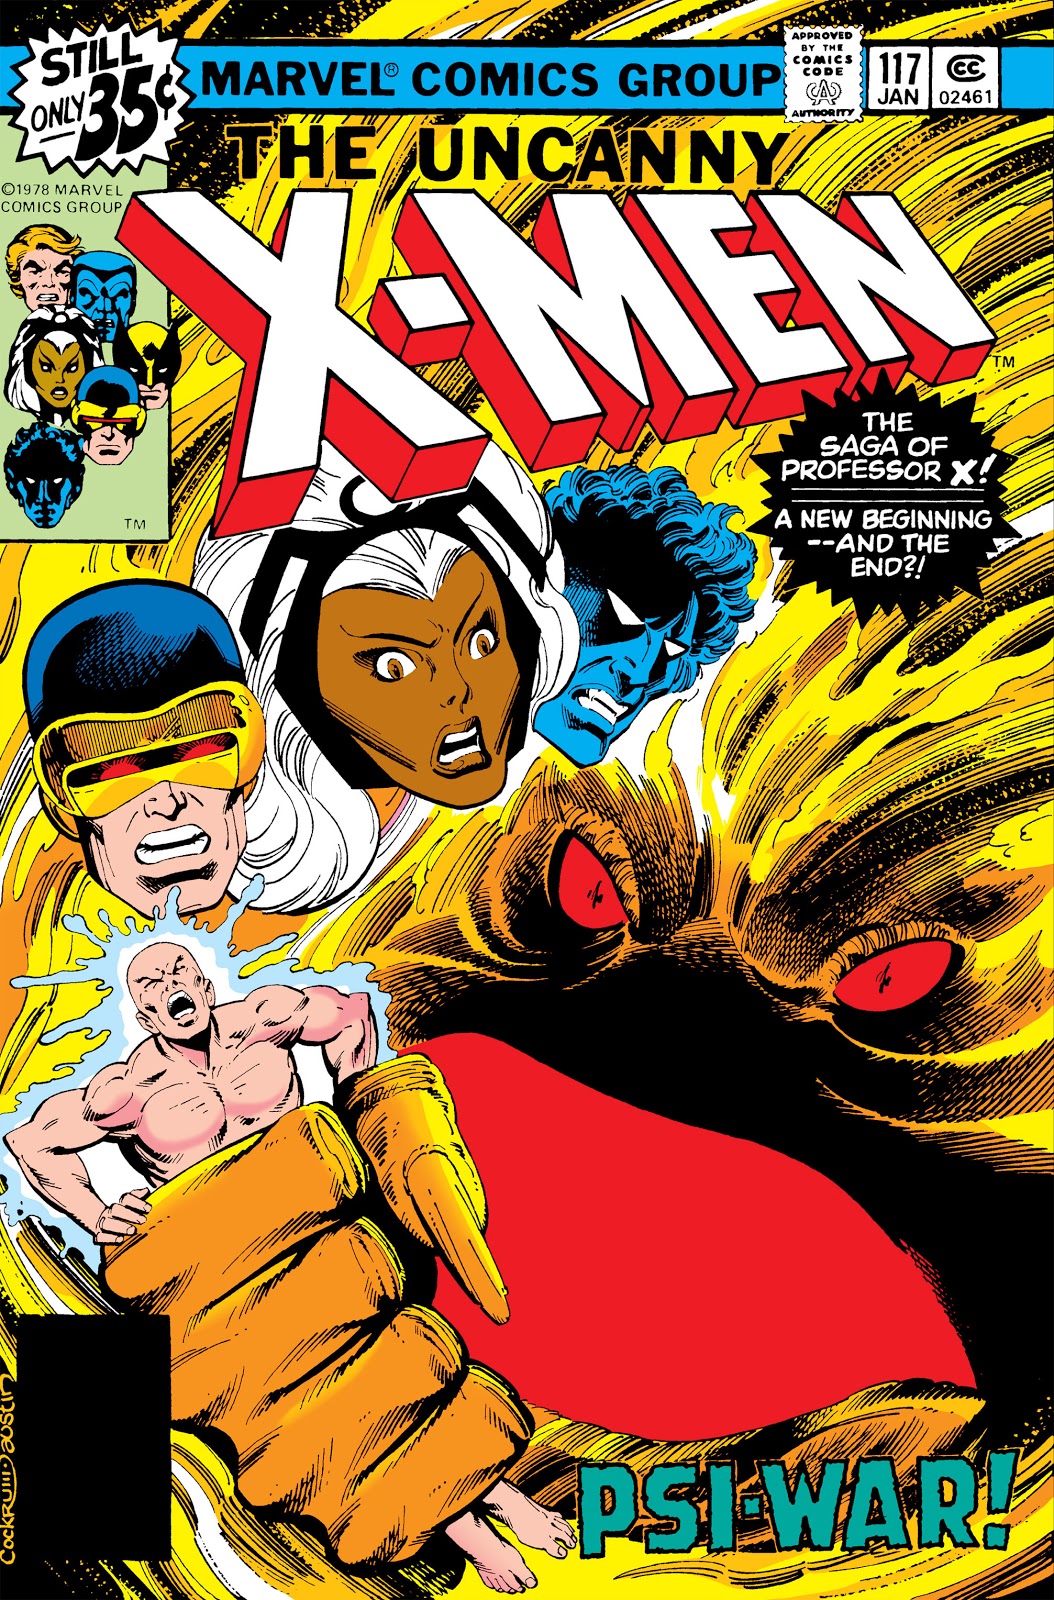 STILL
ONLY 35¢
MARVEL® COMICS GROUP
APPROVED
BY THE
COMICS
CODE
CA
AUTHORITY
117
JAN
CC
02461
©1978 MARVEL
COMICS GROUP
THE UNCANNY
X-MEN
TM
TM
THE
SAGA OF
PROFESSOR X!
A NEW BEGINNING
--AND THE
END?!
COCKRUM/AUSTIN
PSI-WAR!